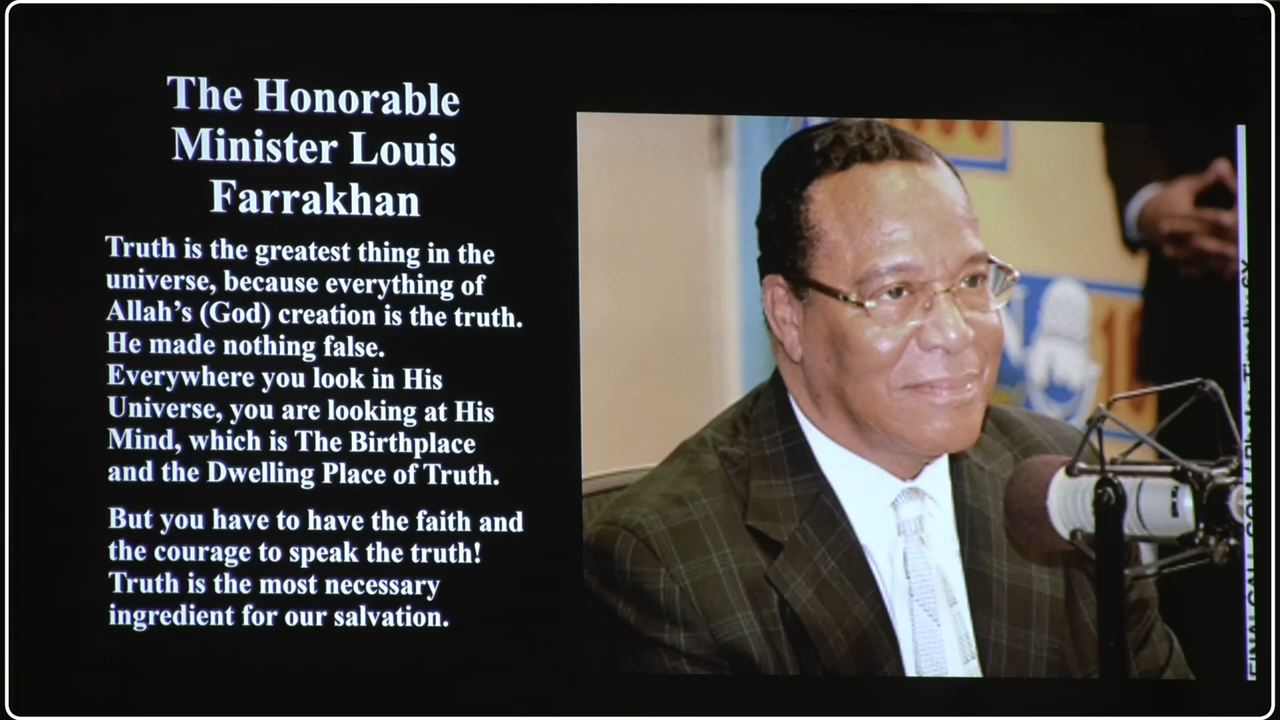 The Honorable
Minister Louis
Farrakhan
Truth is the greatest thing in the
universe, because everything of
Allah’s (God) creation is the truth.
He made nothing false.
Everywhere you look in His
Universe, you are looking at His
Mind, which is The Birthplace
and the Dwelling Place of Truth.
But you have to have the faith and
the courage to speak the truth!
Truth is the most necessary
ingredient for our salvation.